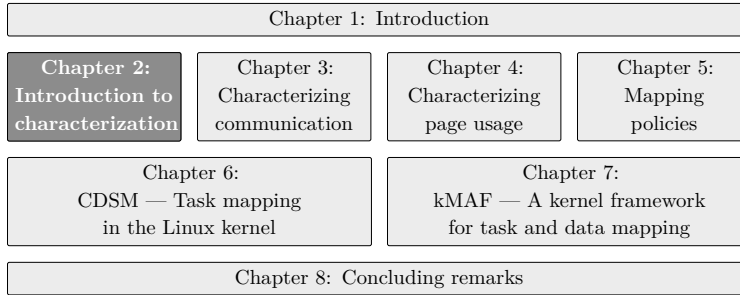 Chapter 1: Introduction
Chapter 2:
Introduction to
characterization
Chapter 3:
Characterizing
communication
Chapter 4:
Characterizing
page usage
Chapter 5:
Mapping
policies
Chapter 6:
CDSM — Task mapping
in the Linux kernel
Chapter 7:
kMAF — A kernel framework
for task and data mapping
Chapter 8: Concluding remarks